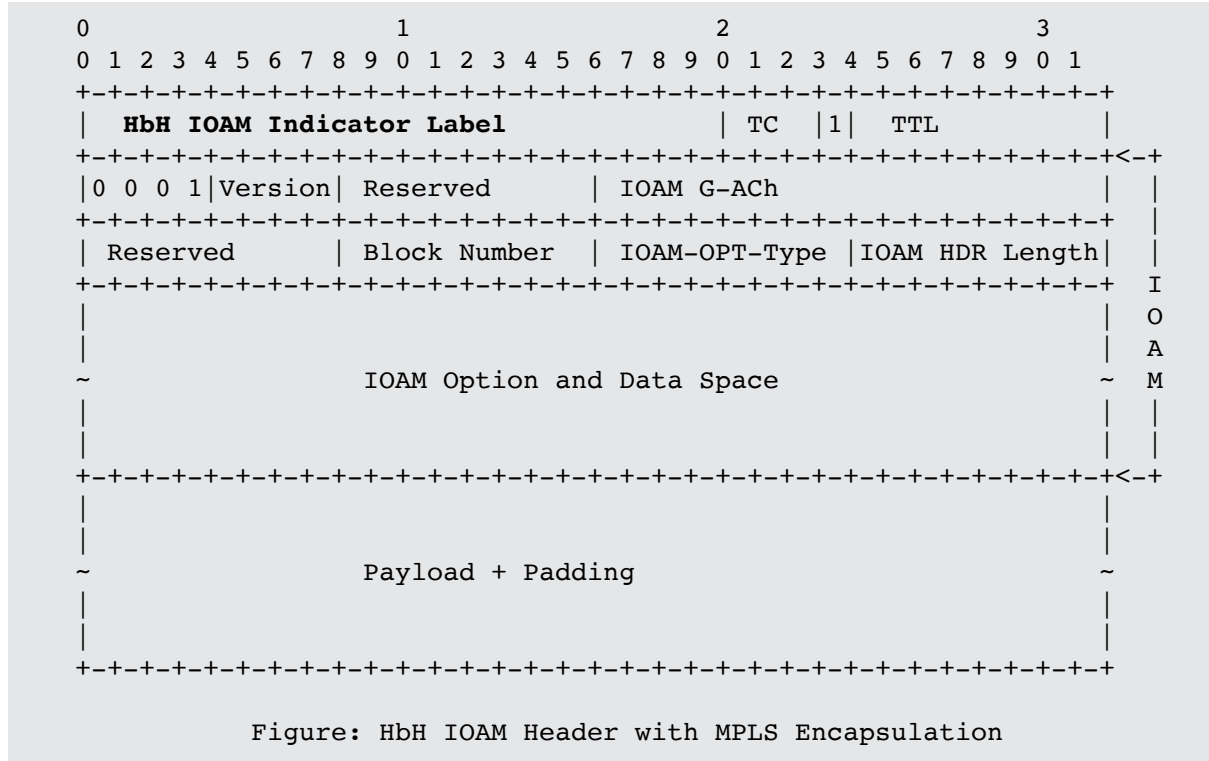 0                   1                   2                   3
0 1 2 3 4 5 6 7 8 9 0 1 2 3 4 5 6 7 8 9 0 1 2 3 4 5 6 7 8 9 0 1
+-+-+-+-+-+-+-+-+-+-+-+-+-+-+-+-+-+-+-+-+-+-+-+-+-+-+-+-+-+-+-+-+
|  HbH IOAM Indicator Label             | TC  |1|  TTL          |
+-+-+-+-+-+-+-+-+-+-+-+-+-+-+-+-+-+-+-+-+-+-+-+-+-+-+-+-+-+-+-+-+<-+
|0 0 0 1|Version| Reserved      | IOAM G-ACh                    |  |
+-+-+-+-+-+-+-+-+-+-+-+-+-+-+-+-+-+-+-+-+-+-+-+-+-+-+-+-+-+-+-+-+  |
| Reserved      | Block Number  | IOAM-OPT-Type |IOAM HDR Length|  |
+-+-+-+-+-+-+-+-+-+-+-+-+-+-+-+-+-+-+-+-+-+-+-+-+-+-+-+-+-+-+-+-+  I
|                                                               |  O
|                                                               |  A
~                 IOAM Option and Data Space                    ~  M
|                                                               |  |
|                                                               |  |
+-+-+-+-+-+-+-+-+-+-+-+-+-+-+-+-+-+-+-+-+-+-+-+-+-+-+-+-+-+-+-+-+<-+
|                                                               |
|                                                               |
~                 Payload + Padding                             ~
|                                                               |
|                                                               |
+-+-+-+-+-+-+-+-+-+-+-+-+-+-+-+-+-+-+-+-+-+-+-+-+-+-+-+-+-+-+-+-+
Figure: HbH IOAM Header with MPLS Encapsulation